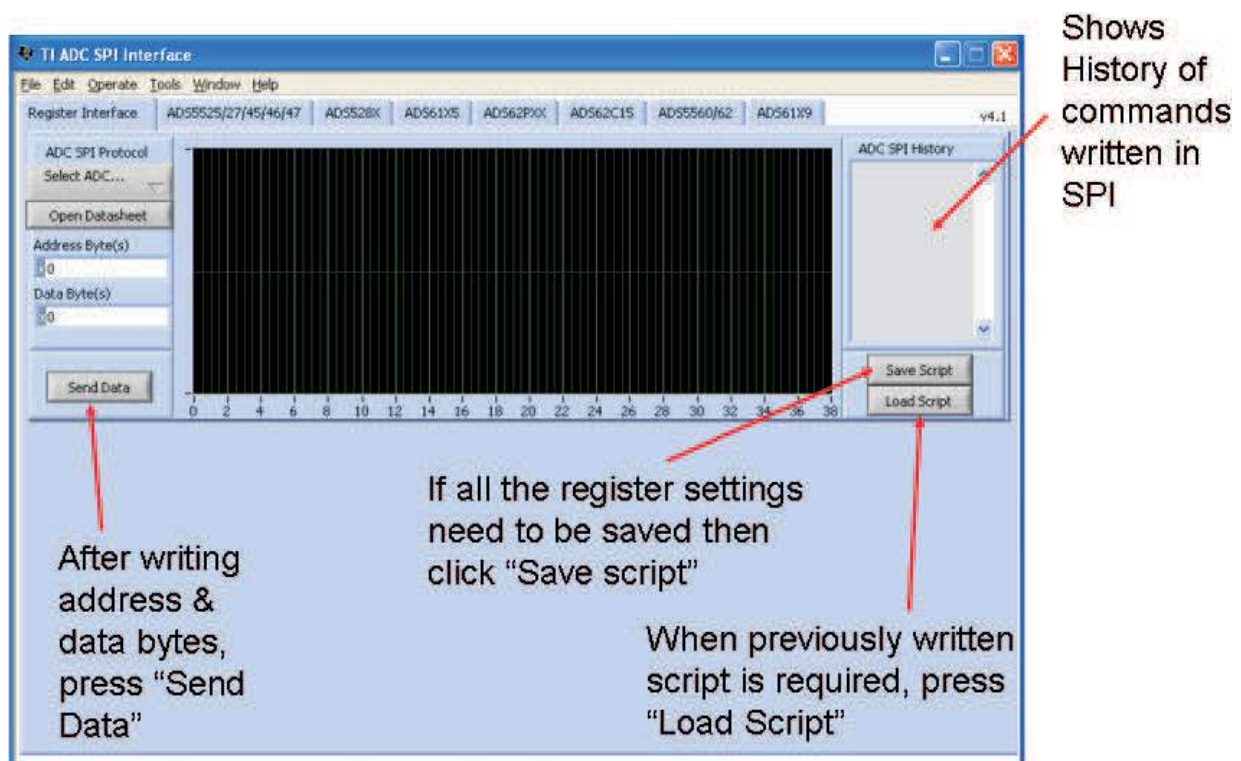 TI ADC SPI Interface
File Edit Operate Tools Window Help
Register Interface ADS5525/27/45/46/47 ADS528X ADS61X5 ADS62PXX ADS62C15 ADS5560/62 ADS61X9 v4.1
ADC SPI Protocol
Select ADC...
Open Datasheet
Address Byte(s)
0
Data Byte(s)
0
Send Data
0 2 4 6 8 10 12 14 16 18 20 22 24 26 28 30 32 34 36 38
ADC SPI History
Save Script
Load Script
Shows
History of
commands
written in
SPI
If all the register settings
need to be saved then
click “Save script”
After writing
address &
data bytes,
press “Send
Data”
When previously written
script is required, press
“Load Script”